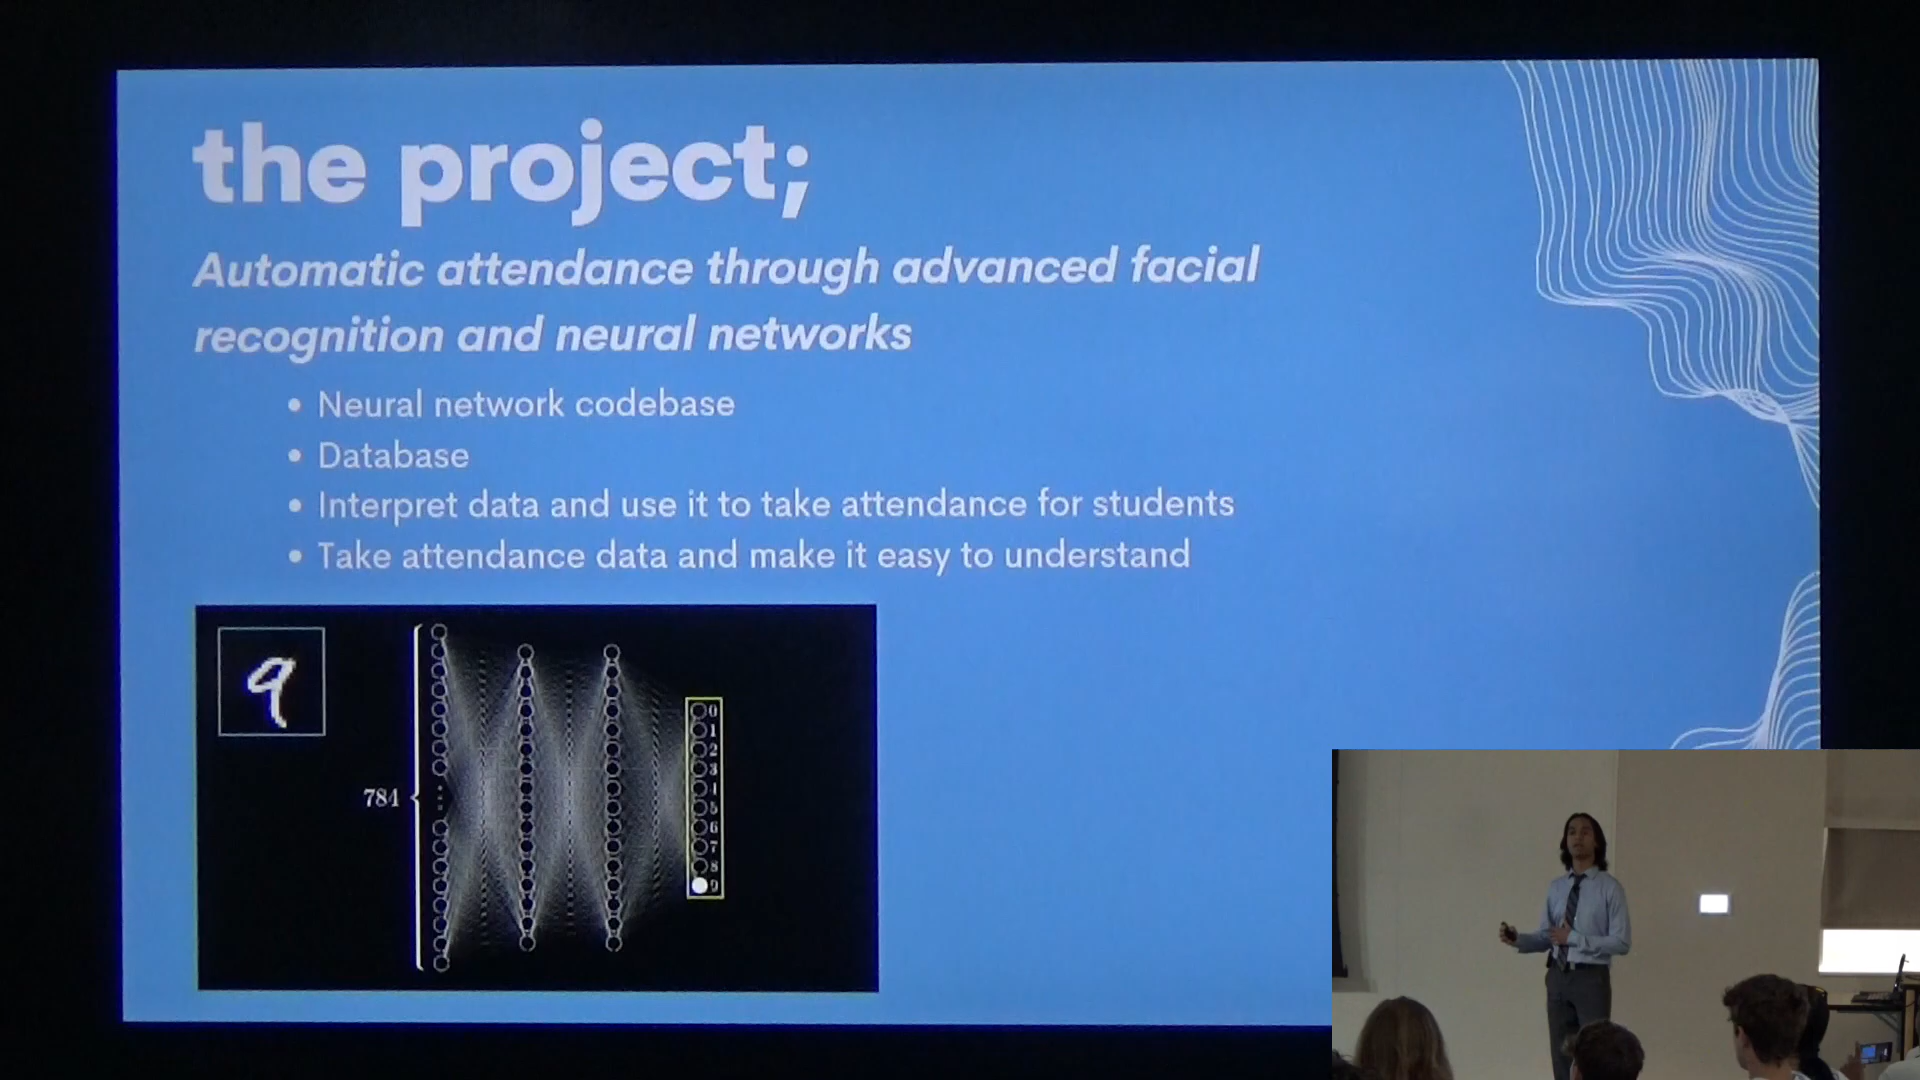 the project;
Automatic attendance through advanced facial
recognition and neural networks
• Neural network codebase
• Database
• Interpret data and use it to take attendance for students
• Take attendance data and make it easy to understand
9
784
0
1
2
3
4
5
6
7
8
9